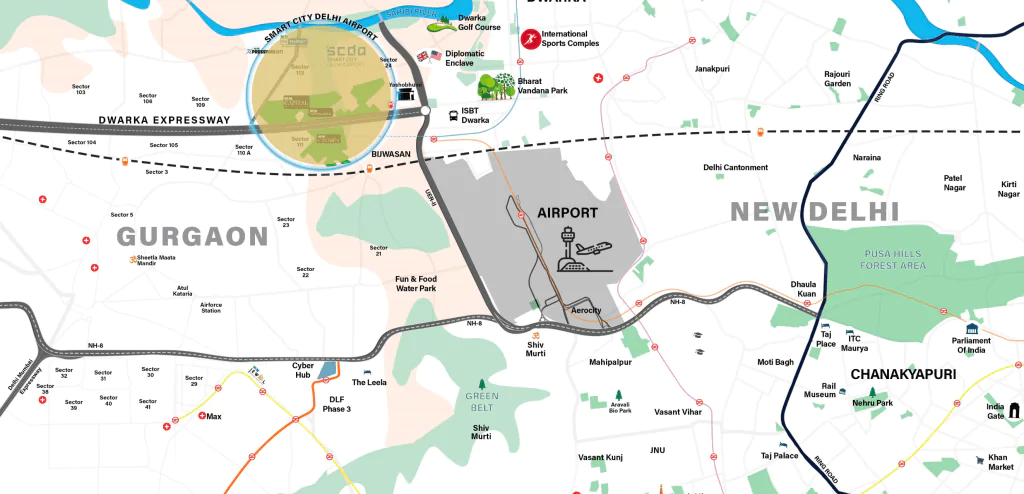 SMART CITY DELHI AIRPORT
SAHIBI RIVER
DWARKA
Dwarka
Golf Course
International
Sports Comples
Diplomatic
Enclave
Bharat
Vandana Park
Janakpuri
Rajouri
Garden
RING ROAD
scda
Sector
113
Sector
24
Yashobhumi
ISBT
Dwarka
Sector
103
Sector
106
Sector
109
DWARKA EXPRESSWAY
CAPITAL
Sector
111
Sector 104
Sector 105
Sector
110 A
Sector 3
BIJWASAN
UER-II
Delhi Cantonment
Naraina
Patel
Nagar
Kirti
Nagar
Sector 5
Sector
23
GURGAON
AIRPORT
NEW DELHI
Sheetla Maata
Mandir
Sector
22
Sector
21
PUSA HILLS
FOREST AREA
Atul
Kataria
Airforce
Station
Fun & Food
Water Park
Dhaula
Kuan
Aerocity
NH-8
NH-8
NH-8
Shiv
Murti
Taj
Place
ITC
Maurya
Parliament
Of India
Delhi Mumbai
Expressway
Mahipalpur
Moti Bagh
CHANAKYAPURI
Cyber
Hub
The Leela
Sector
32
Sector
31
Sector
30
Sector
29
Sector
38
Sector
39
Sector
40
Sector
41
Max
DLF
Phase 3
GREEN
BELT
Shiv
Murti
Aravali
Bio Park
Vasant Vihar
Rail
Museum
Nehru Park
India
Gate
Vasant Kunj
JNU
Taj Palace
RING ROAD
Khan
Market